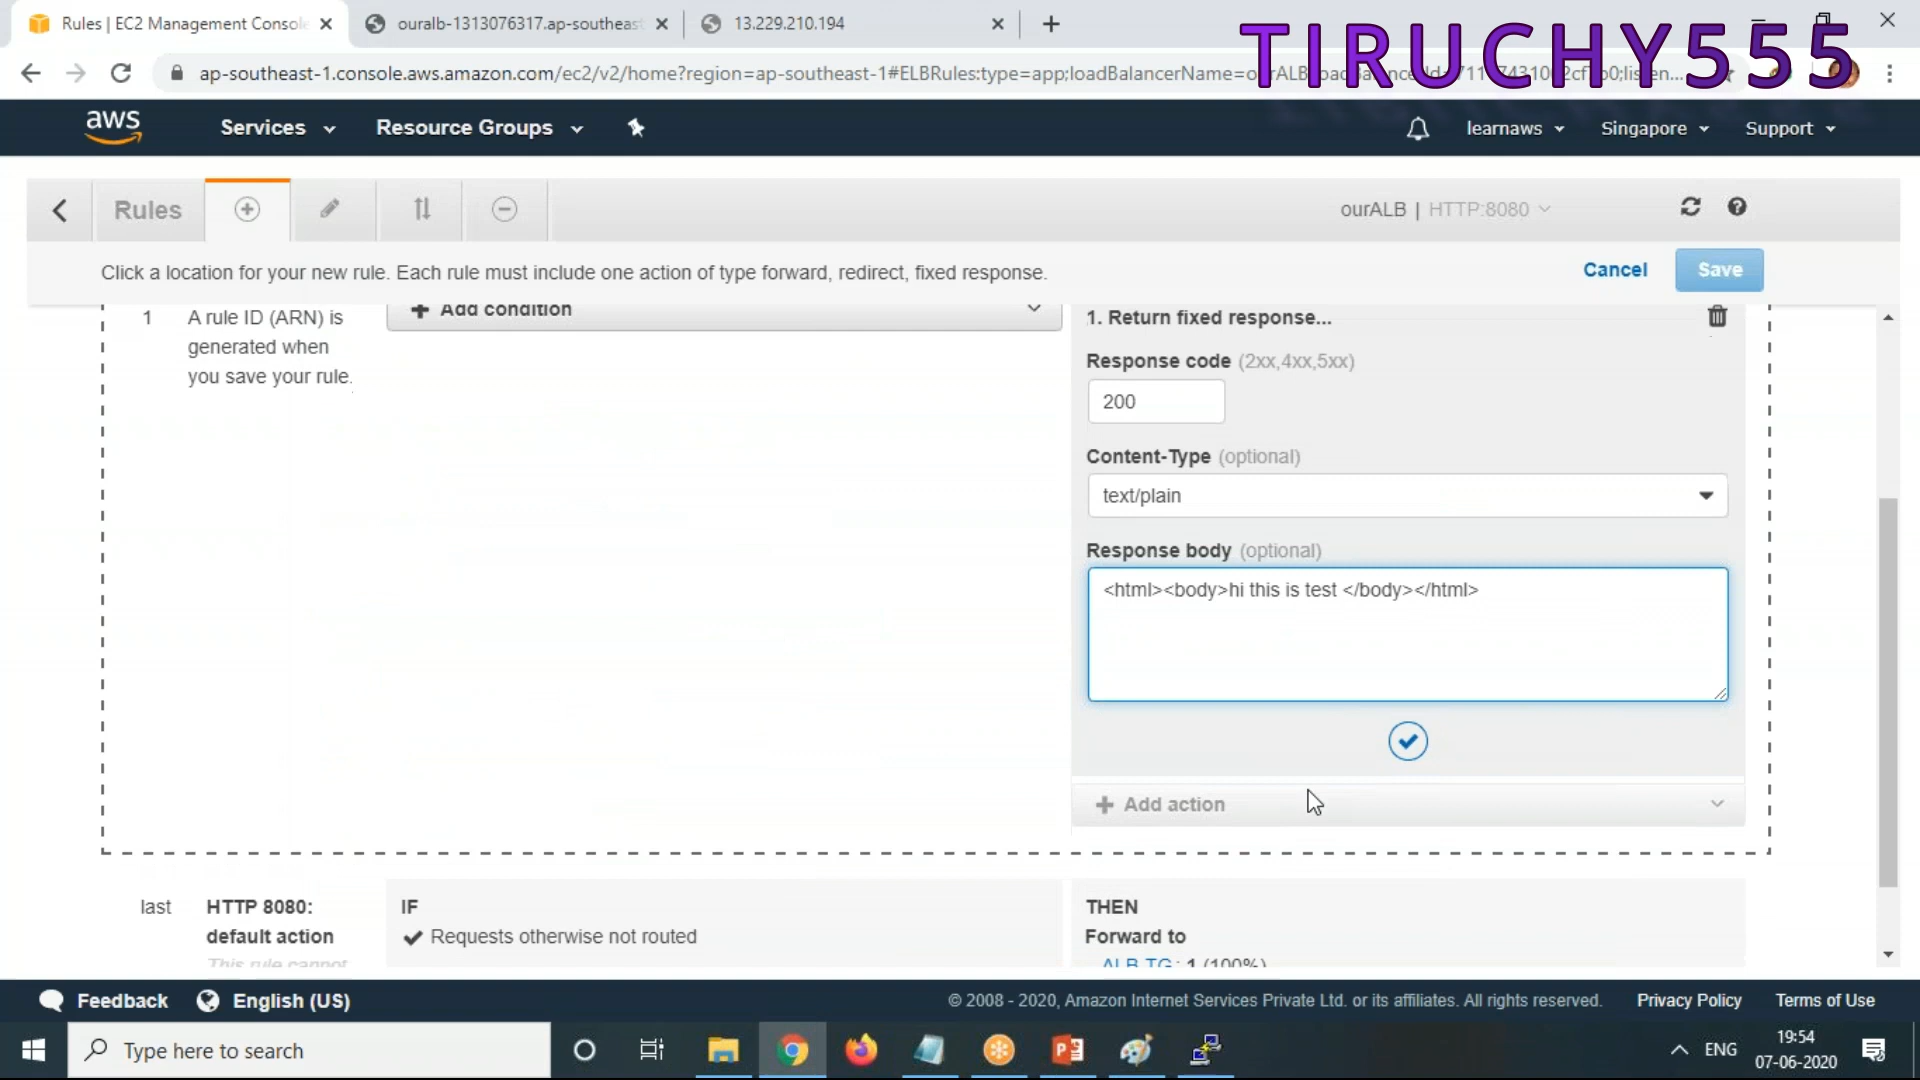 Rules | EC2 Management Console
ouralb-1313076317.ap-southeast
13.229.210.194
TIRUCHY555
ap-southeast-1.console.aws.amazon.com/ec2/v2/home?region=ap-southeast-1#ELBRules:type=app;loadBalancerName=
aws
Services
Resource Groups
learnaws
Singapore
Support
Rules
ourALB | HTTP:8080
Click a location for your new rule. Each rule must include one action of type forward, redirect, fixed response.
Cancel
Save
1
A rule ID (ARN) is
generated when
you save your rule.
Add condition
1. Return fixed response...
Response code (2xx,4xx,5xx)
200
Content-Type (optional)
text/plain
Response body (optional)
<html><body>hi this is test </body></html>
Add action
last
HTTP 8080:
default action
This rule cannot
IF
Requests otherwise not routed
THEN
Forward to
ALB TG: 1 (100%)
Feedback
English (US)
© 2008 - 2020, Amazon Internet Services Private Ltd. or its affiliates. All rights reserved.
Privacy Policy
Terms of Use
Type here to search
ENG
19:54
07-06-2020